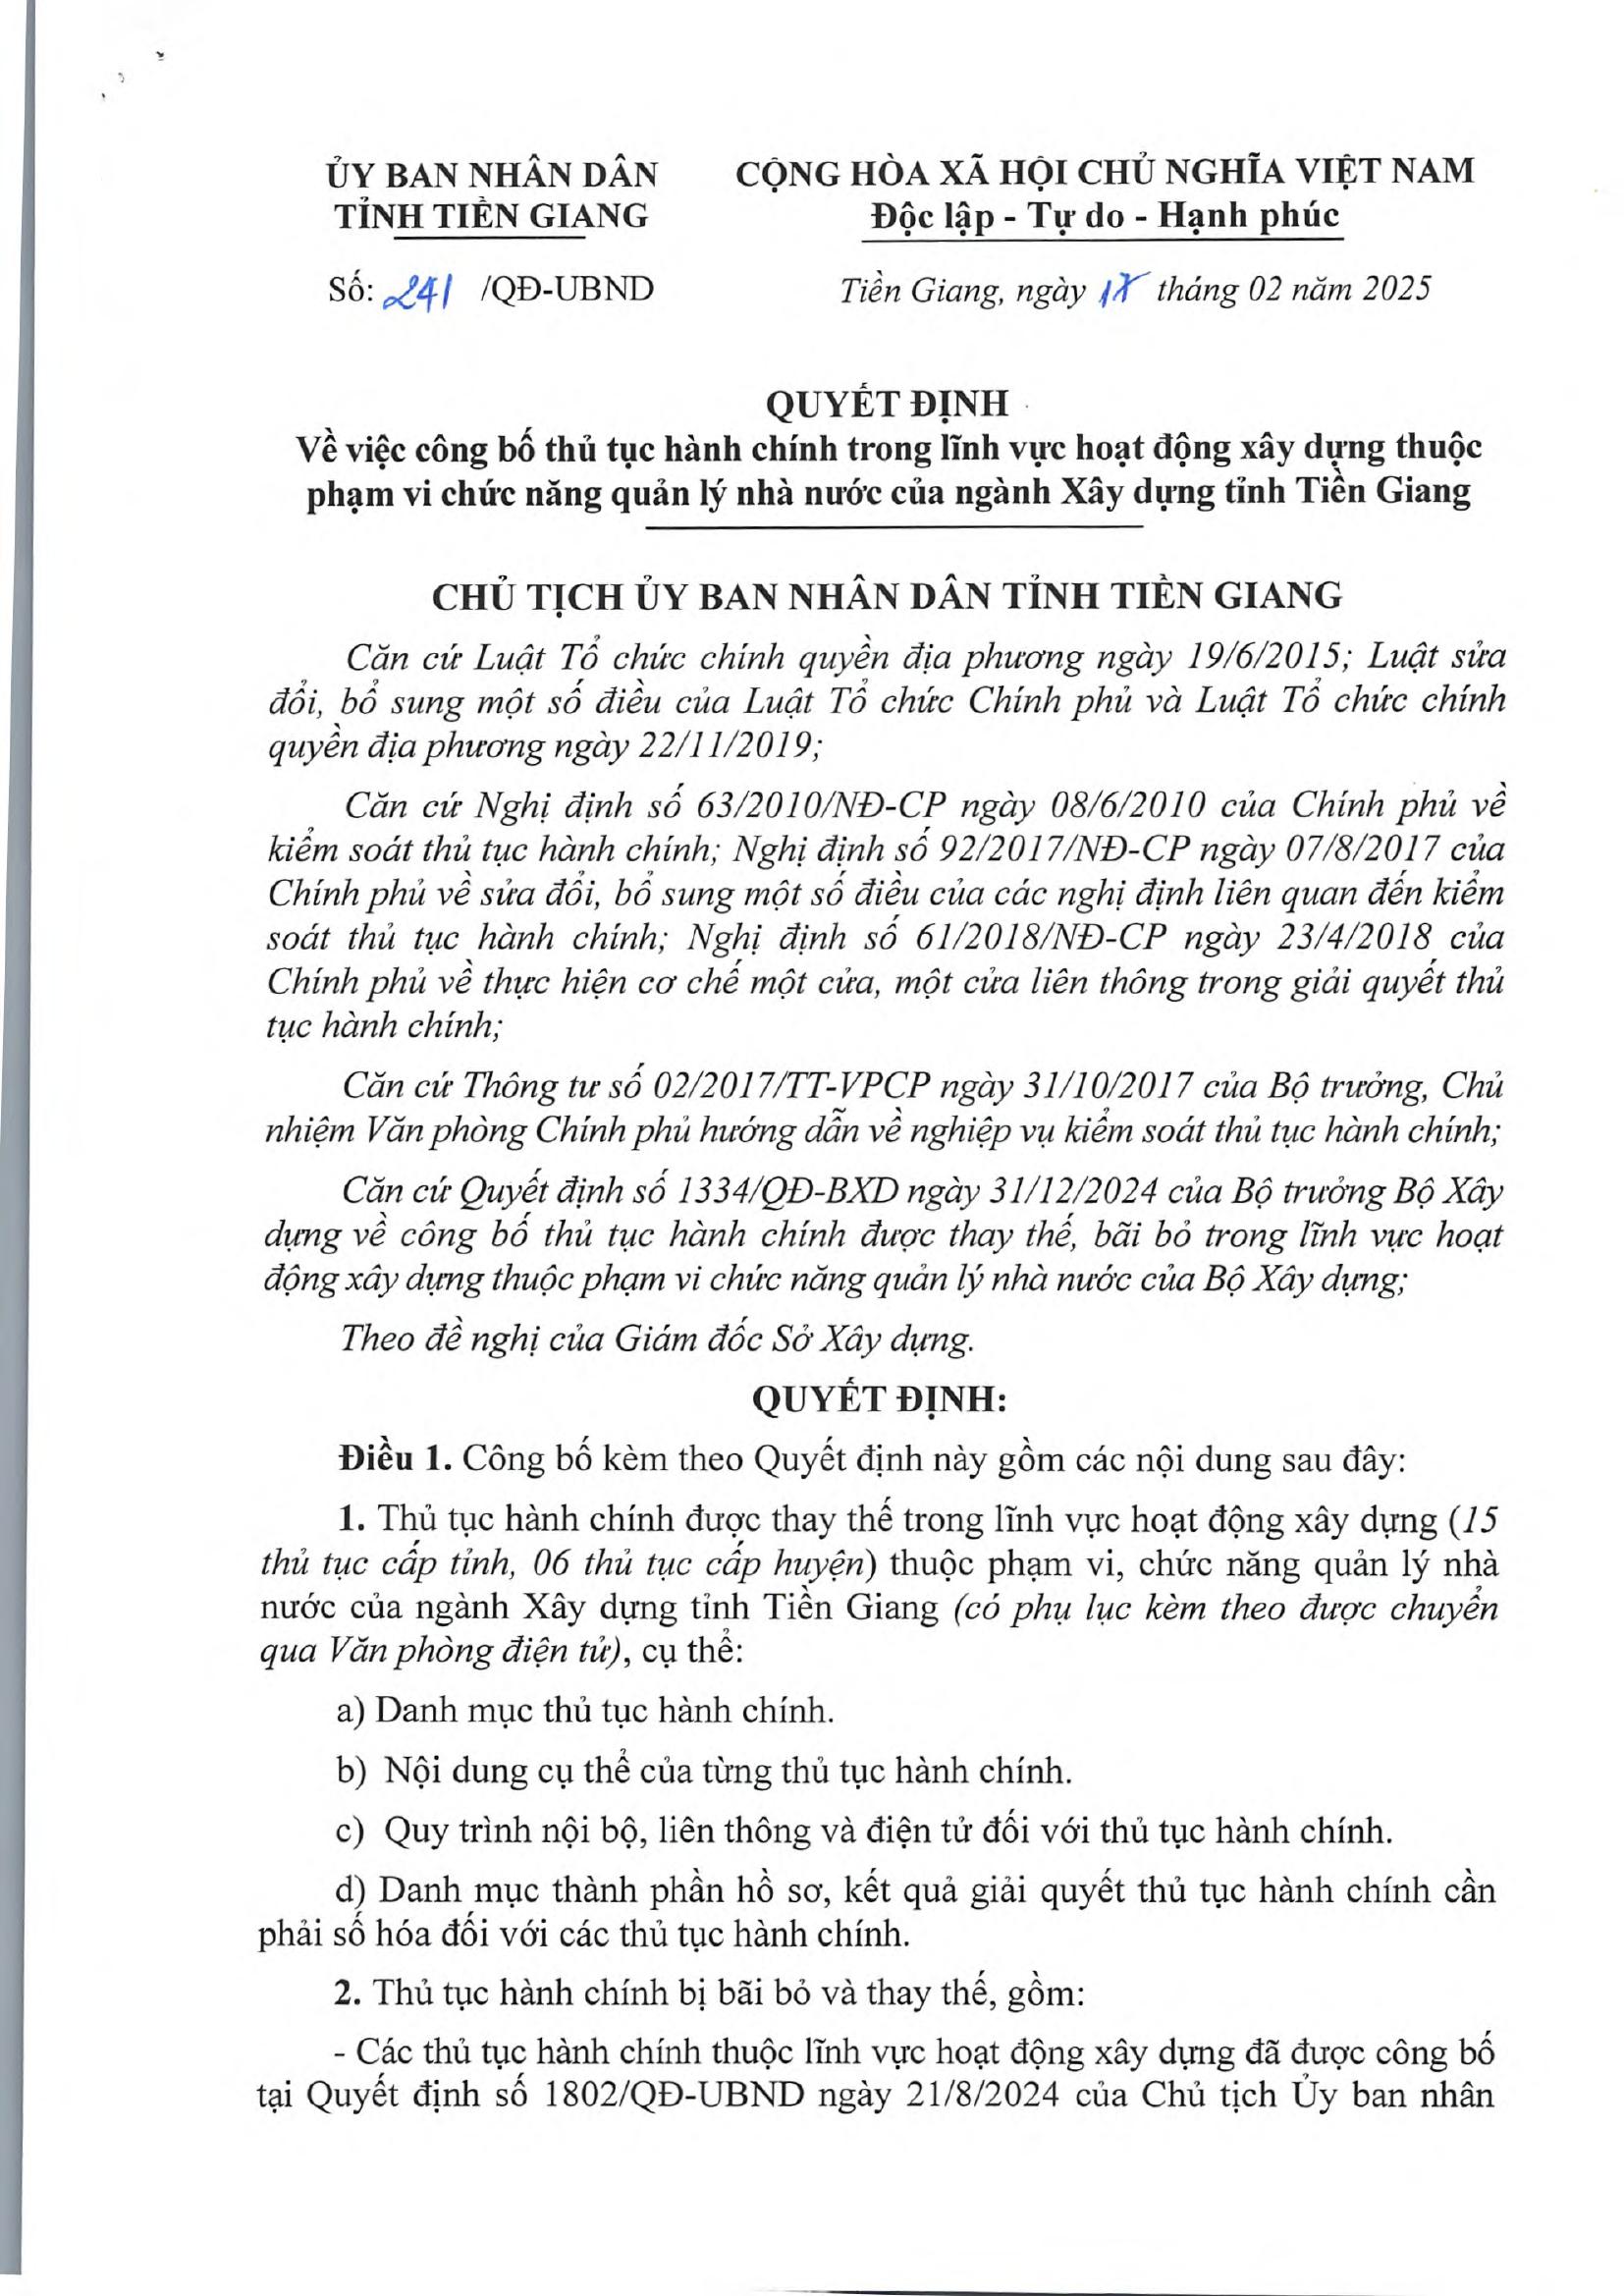 ỦY BAN NHÂN DÂN
TỈNH TIỀN GIANG
CỘNG HÒA XÃ HỘI CHỦ NGHĨA VIỆT NAM
Độc lập - Tự do - Hạnh phúc
Số: 241 /QĐ-UBND
Tiền Giang, ngày tháng 02 năm 2025
QUYẾT ĐỊNH
Về việc công bố thủ tục hành chính trong lĩnh vực hoạt động xây dựng thuộc
phạm vi chức năng quản lý nhà nước của ngành Xây dựng tỉnh Tiền Giang
CHỦ TỊCH ỦY BAN NHÂN DÂN TỈNH TIỀN GIANG
Căn cứ Luật Tổ chức chính quyền địa phương ngày 19/6/2015; Luật sửa
đổi, bổ sung một số điều của Luật Tổ chức Chính phủ và Luật Tổ chức chính
quyền địa phương ngày 22/11/2019;
Căn cứ Nghị định số 63/2010/NĐ-CP ngày 08/6/2010 của Chính phủ về
kiểm soát thủ tục hành chính; Nghị định số 92/2017/NĐ-CP ngày 07/8/2017 của
Chính phủ về sửa đổi, bổ sung một số điều của các nghị định liên quan đến kiểm
soát thủ tục hành chính; Nghị định số 61/2018/NĐ-CP ngày 23/4/2018 của
Chính phủ về thực hiện cơ chế một cửa, một cửa liên thông trong giải quyết thủ
tục hành chính;
Căn cứ Thông tư số 02/2017/TT-VPCP ngày 31/10/2017 của Bộ trưởng, Chủ
nhiệm Văn phòng Chính phủ hướng dẫn về nghiệp vụ kiểm soát thủ tục hành chính;
Căn cứ Quyết định số 1334/QĐ-BXD ngày 31/12/2024 của Bộ trưởng Bộ Xây
dựng về công bố thủ tục hành chính được thay thế, bãi bỏ trong lĩnh vực hoạt
động xây dựng thuộc phạm vi chức năng quản lý nhà nước của Bộ Xây dựng;
Theo đề nghị của Giám đốc Sở Xây dựng.
QUYẾT ĐỊNH:
Điều 1. Công bố kèm theo Quyết định này gồm các nội dung sau đây:
1. Thủ tục hành chính được thay thế trong lĩnh vực hoạt động xây dựng (15
thủ tục cấp tỉnh, 06 thủ tục cấp huyện) thuộc phạm vi, chức năng quản lý nhà
nước của ngành Xây dựng tỉnh Tiền Giang (có phụ lục kèm theo được chuyển
qua Văn phòng điện tử), cụ thể:
a) Danh mục thủ tục hành chính.
b) Nội dung cụ thể của từng thủ tục hành chính.
c) Quy trình nội bộ, liên thông và điện tử đối với thủ tục hành chính.
d) Danh mục thành phần hồ sơ, kết quả giải quyết thủ tục hành chính cần
phải số hóa đối với các thủ tục hành chính.
2. Thủ tục hành chính bị bãi bỏ và thay thế, gồm:
- Các thủ tục hành chính thuộc lĩnh vực hoạt động xây dựng đã được công bố
tại Quyết định số 1802/QĐ-UBND ngày 21/8/2024 của Chủ tịch Ủy ban nhân